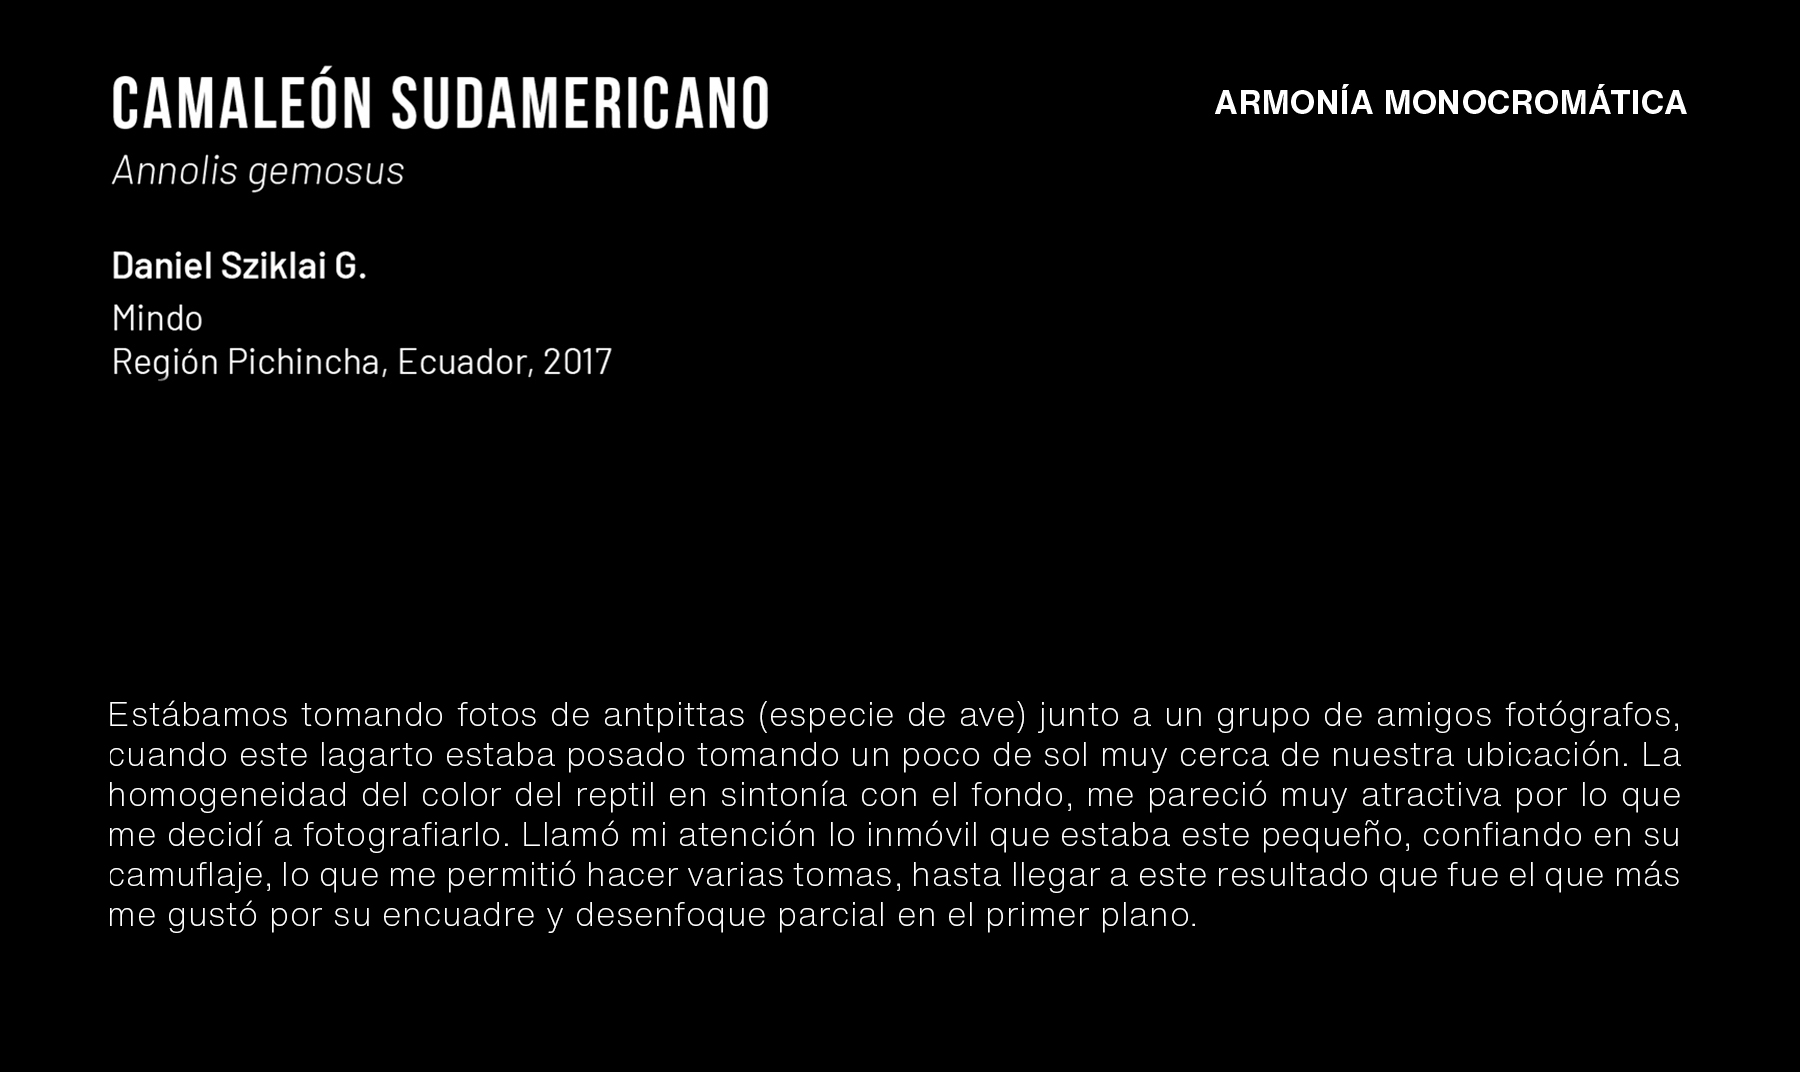 CAMALEÓN SUDAMERICANO
ARMONÍA MONOCROMÁTICA
Annolis gemosus
Daniel Sziklai G.
Mindo
Región Pichincha, Ecuador, 2017
Estábamos tomando fotos de antpittas (especie de ave) junto a un grupo de amigos fotógrafos,
cuando este lagarto estaba posado tomando un poco de sol muy cerca de nuestra ubicación. La
homogeneidad del color del reptil en sintonía con el fondo, me pareció muy atractiva por lo que
me decidí a fotografiarlo. Llamó mi atención lo inmóvil que estaba este pequeño, confiando en su
camuflaje, lo que me permitió hacer varias tomas, hasta llegar a este resultado que fue el que más
me gustó por su encuadre y desenfoque parcial en el primer plano.